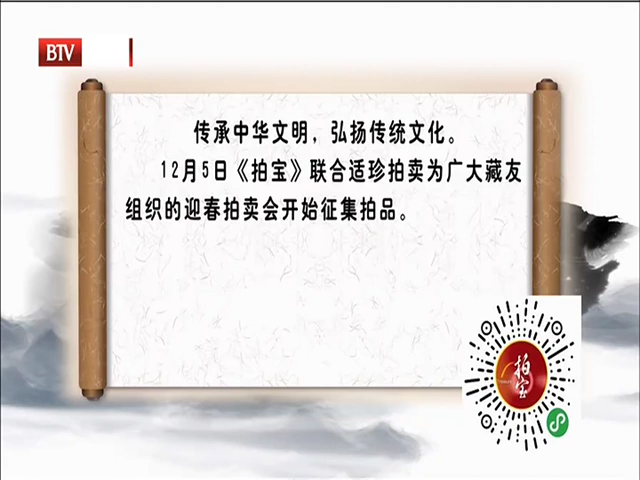 BTV
传承中华文明，弘扬传统文化。
12月5日《拍宝》联合适珍拍卖为广大藏友
组织的迎春拍卖会开始征集拍品。
拍宝